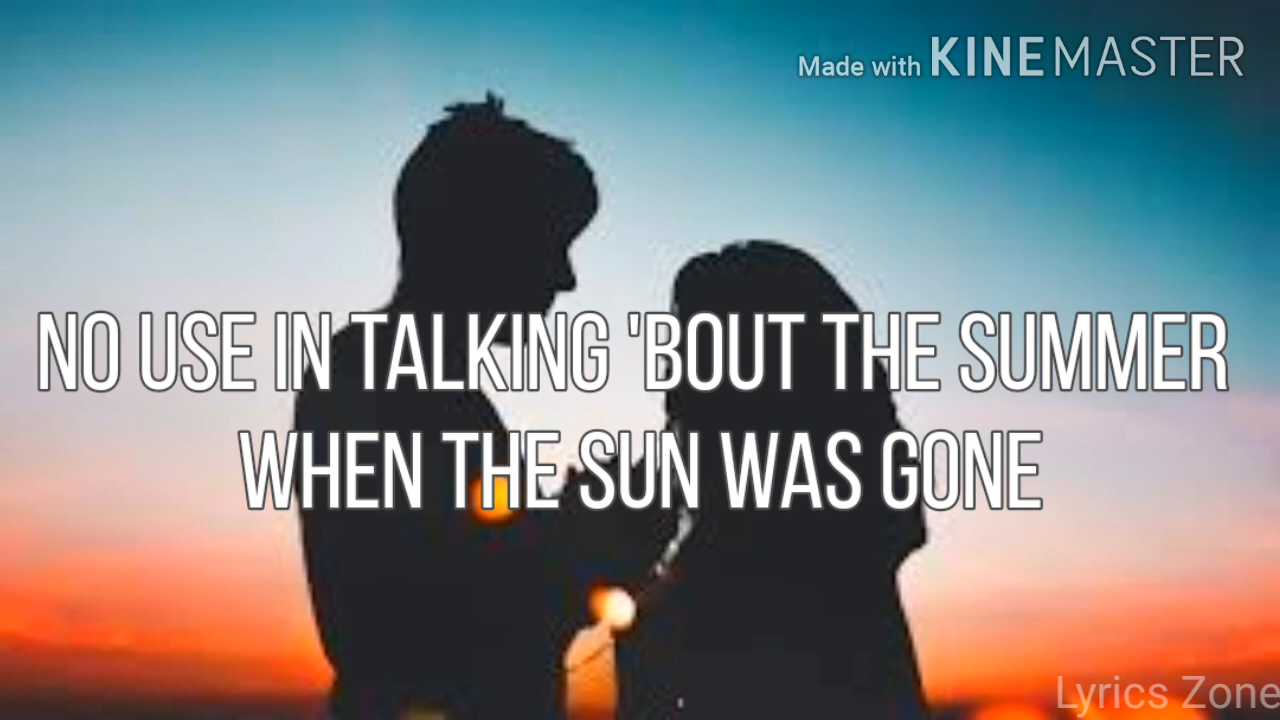 Made with KINEMASTER
NO USE IN TALKING 'BOUT THE SUMMER
WHEN THE SUN WAS GONE
Lyrics Zone